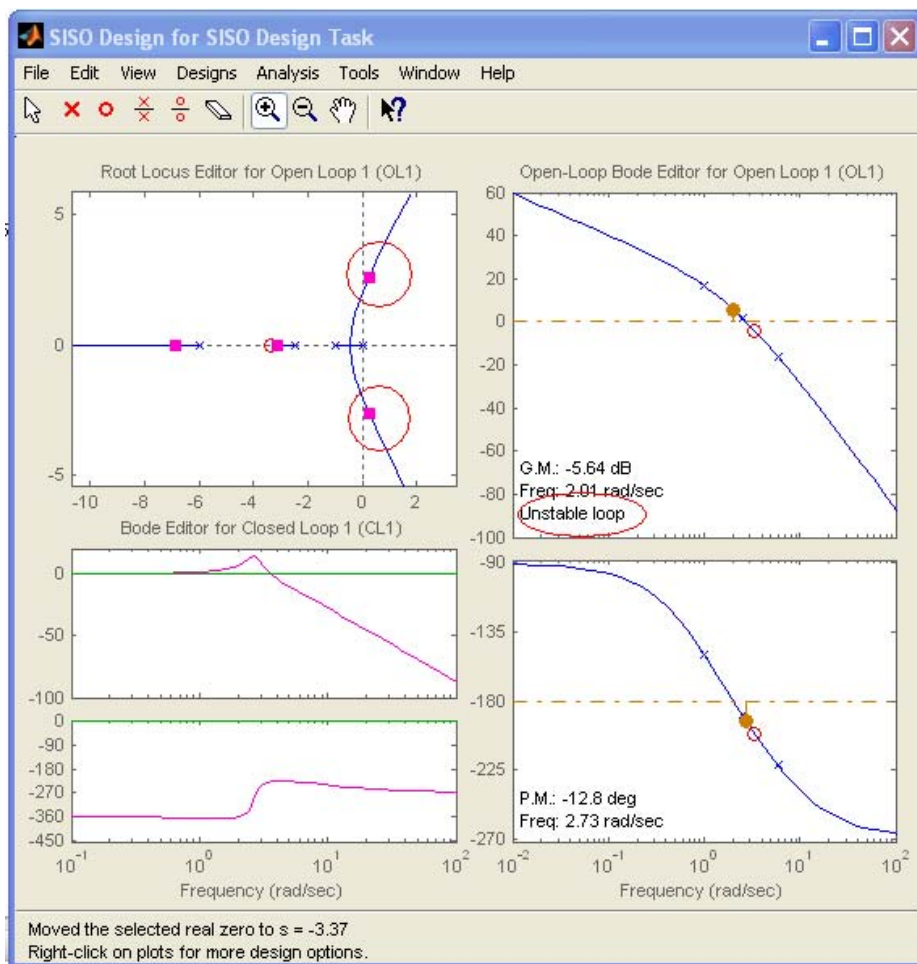 SISO Design for SISO Design Task
File Edit View Designs Analysis Tools Window Help
Root Locus Editor for Open Loop 1 (OL1)
5
0
-5
-10 -8 -6 -4 -2 0 2
Bode Editor for Closed Loop 1 (CL1)
0
-50
-100
0
-90
-180
-270
-360
-450
10^-1 10^0 10^1 10^2
Frequency (rad/sec)
Open-Loop Bode Editor for Open Loop 1 (OL1)
60
40
20
0
-20
-40
-60
-80
-100
G.M.: -5.64 dB
Freq: 2.01 rad/sec
Unstable loop
-90
-135
-180
-225
-270
P.M.: -12.8 deg
Freq: 2.73 rad/sec
10^-2 10^0 10^1 10^2
Frequency (rad/sec)
Moved the selected real zero to s = -3.37
Right-click on plots for more design options.